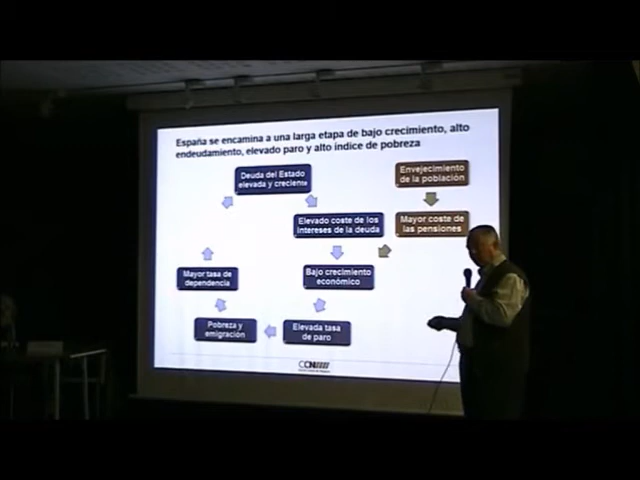 España se encamina a una larga etapa de bajo crecimiento, alto
endeudamiento, elevado paro y alto índice de pobreza
Deuda del Estado
elevada y creciente
Envejecimiento
de la población
Elevado coste de los
intereses de la deuda
Mayor coste de
las pensiones
Mayor tasa de
dependencia
Bajo crecimiento
económico
Pobreza y
emigración
Elevada tasa
de paro